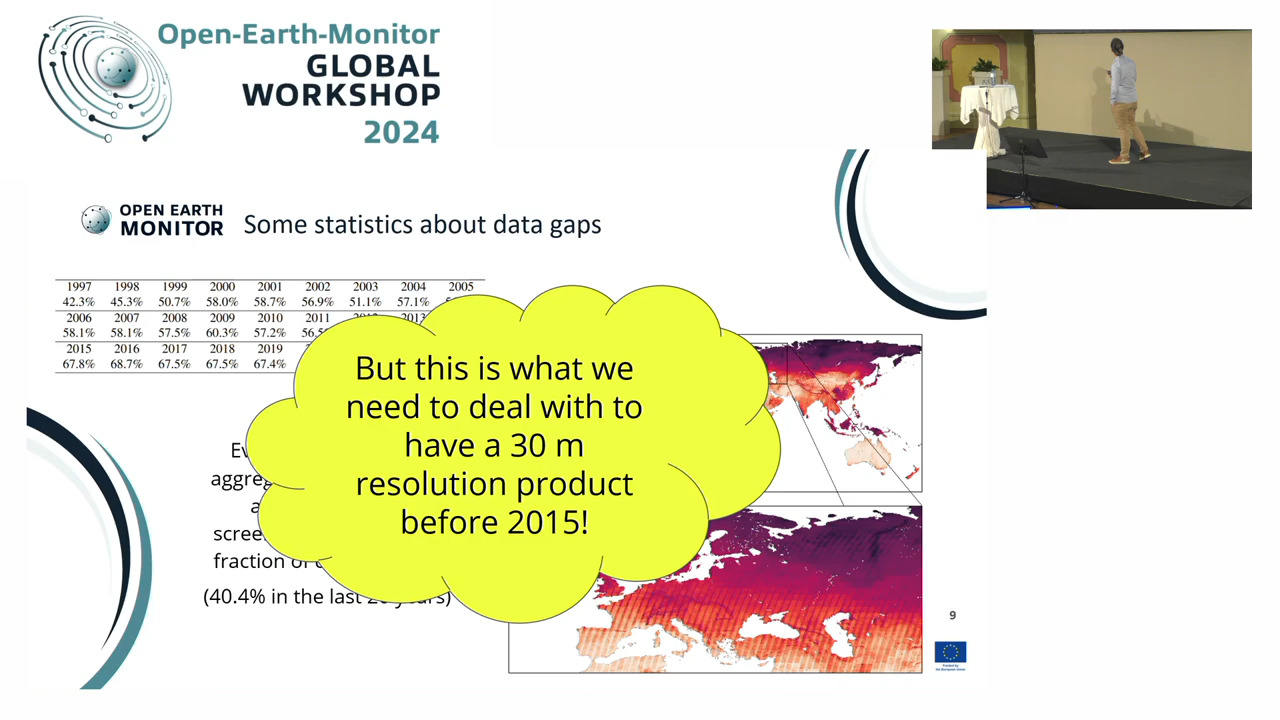 Open-Earth-Monitor
GLOBAL
WORKSHOP
2024
OPEN EARTH
MONITOR
Some statistics about data gaps
1997 1998 1999 2000 2001 2002 2003 2004 2005
42.3% 45.3% 50.7% 58.0% 58.7% 56.9% 51.1% 57.1%
2006 2007 2008 2009 2010 2011
58.1% 58.1% 57.5% 60.3% 57.2%
2015 2016 2017 2018 2019
67.8% 68.7% 67.5% 67.5% 67.4%
But this is what we
need to deal with to
have a 30 m
resolution product
before 2015!
fraction of
(40.4% in the last 20 years)
9
Funded by
the European Union